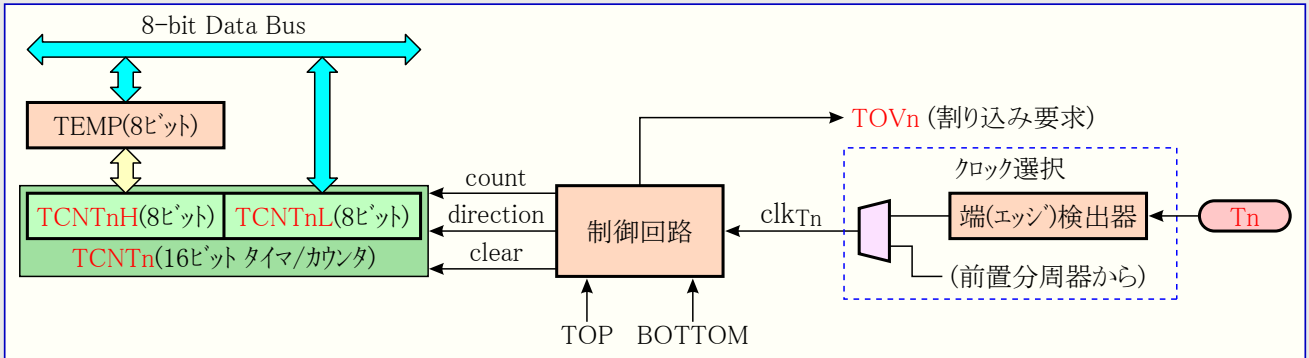 8-bit Data Bus
TEMP(8ﾋﾞｯﾄ)
TOVn (割り込み要求)
クロック選択
count
TCNTnH(8ﾋﾞｯﾄ) TCNTnL(8ﾋﾞｯﾄ)
direction
制御回路
clkTn
端(ｴｯｼﾞ)検出器
Tn
TCNTn(16ﾋﾞｯﾄ ﾀｲﾏ/ｶｳﾝﾀ)
clear
(前置分周器から)
TOP BOTTOM